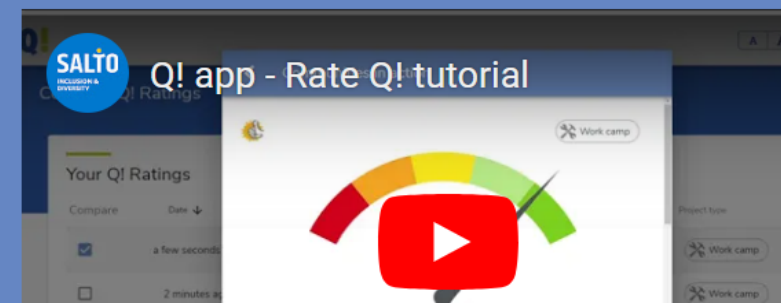 Q!
SALTO
INCLUSION &
DIVERSITY
Q! app - Rate Q! tutorial
Q! Ratings
A
Work camp
Your Q! Ratings
Compare
Date ↓
Project type
a few seconds
Work camp
2 minutes ag
Work camp